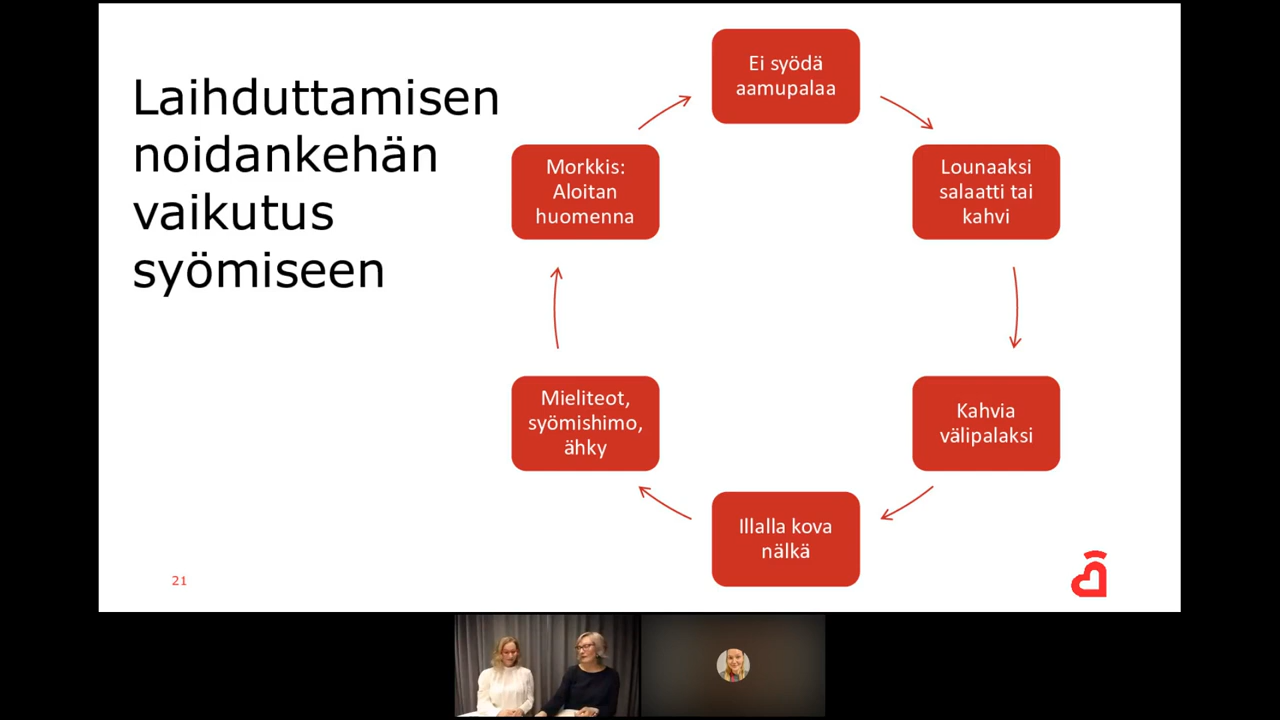 Laihduttamisen
noidankehän
vaikutus
syömiseen
Ei syödä
aamupalaa
Lounaaksi
salaatti tai
kahvi
Kahvia
välipalaksi
Illalla kova
nälkä
Mieliteot,
syömishimo,
ähky
Morkkis:
Aloitan
huomenna
21